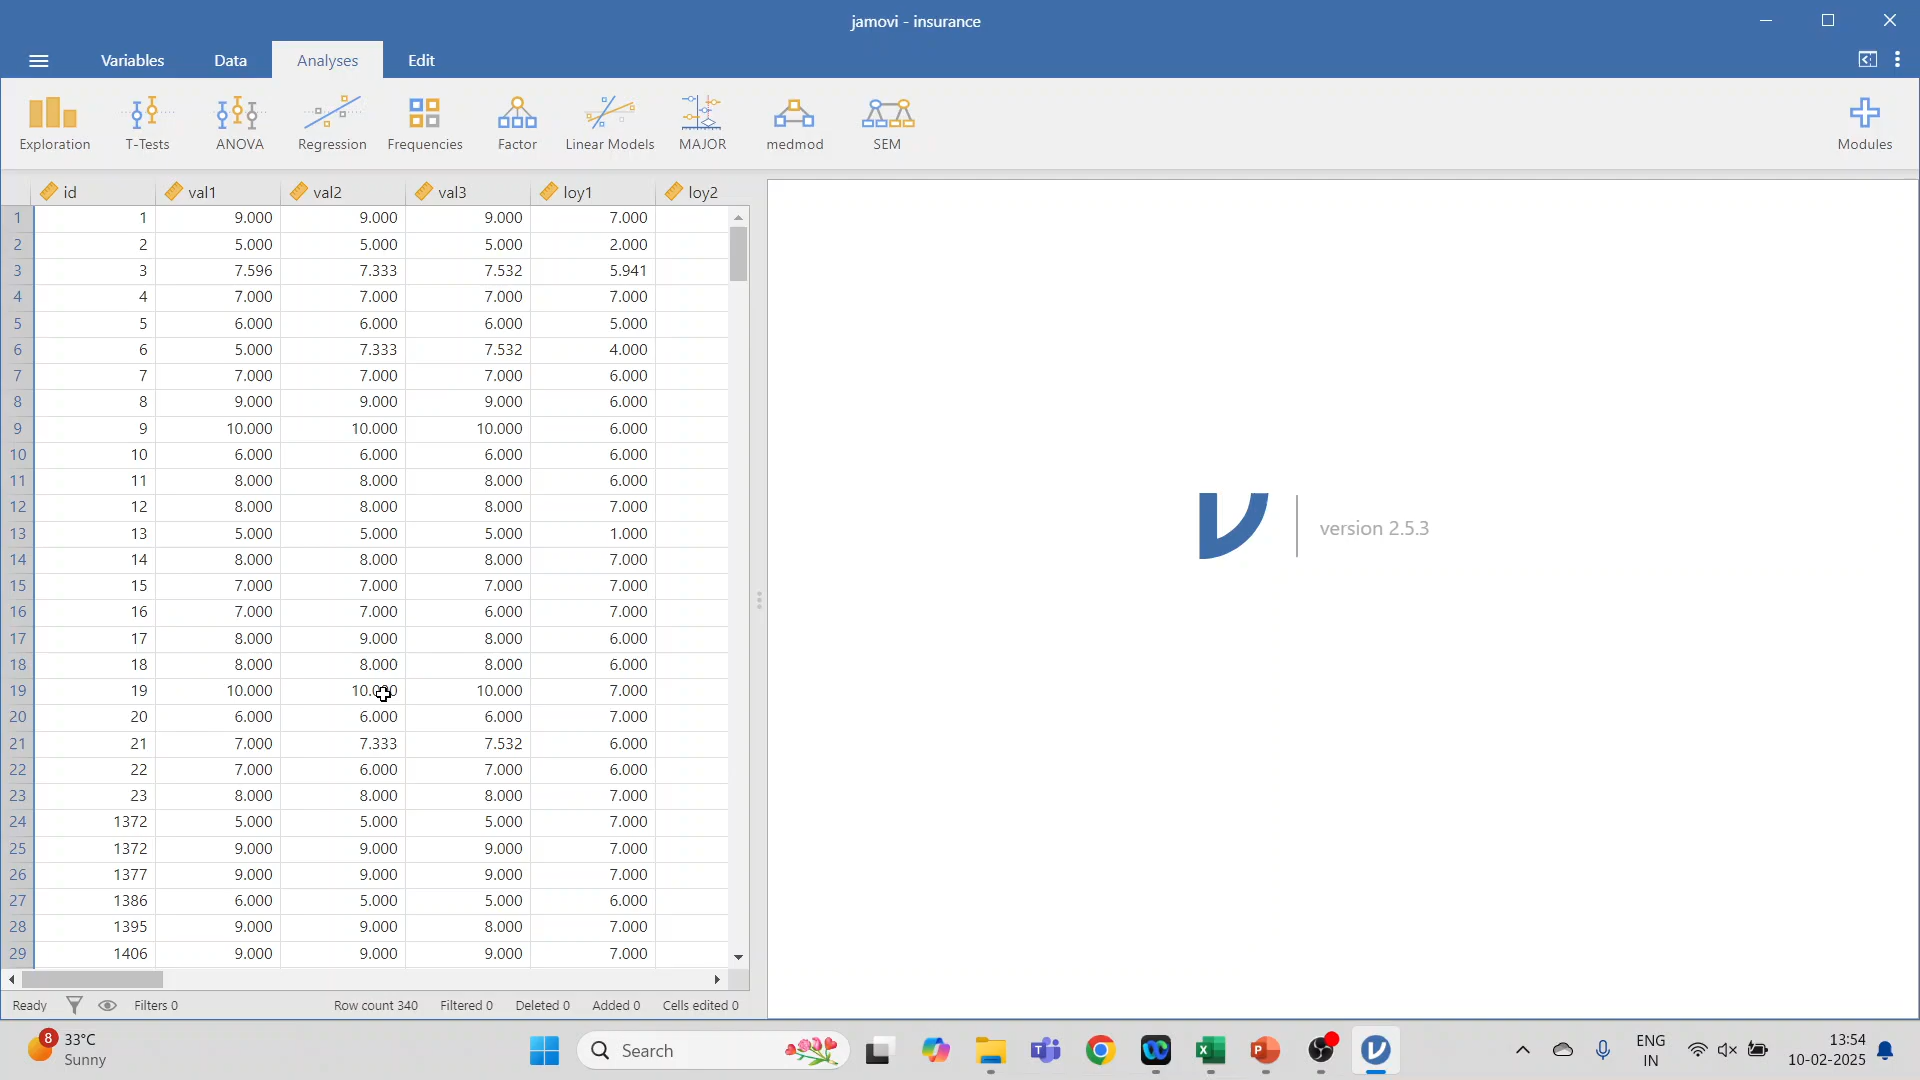 jamovi - insurance
Variables Data Analyses Edit
Exploration T-Tests ANOVA Regression Frequencies Factor Linear Models MAJOR medmod SEM Modules
id val1 val2 val3 loy1 loy2
1 1 9.000 9.000 9.000 7.000
2 2 5.000 5.000 5.000 2.000
3 3 7.596 7.333 7.532 5.941
4 4 7.000 7.000 7.000 7.000
5 5 6.000 6.000 6.000 5.000
6 6 5.000 7.333 7.532 4.000
7 7 7.000 7.000 7.000 6.000
8 8 9.000 9.000 9.000 6.000
9 9 10.000 10.000 10.000 6.000
10 10 6.000 6.000 6.000 6.000
11 11 8.000 8.000 8.000 6.000
12 12 8.000 8.000 8.000 7.000
13 13 5.000 5.000 5.000 1.000
14 14 8.000 8.000 8.000 7.000
15 15 7.000 7.000 7.000 7.000
16 16 7.000 7.000 6.000 7.000
17 17 8.000 9.000 8.000 6.000
18 18 8.000 8.000 8.000 6.000
19 19 10.000 10.000 10.000 7.000
20 20 6.000 6.000 6.000 7.000
21 21 7.000 7.333 7.532 6.000
22 22 7.000 6.000 7.000 6.000
23 23 8.000 8.000 8.000 7.000
24 1372 5.000 5.000 5.000 7.000
25 1372 9.000 9.000 9.000 7.000
26 1377 9.000 9.000 9.000 7.000
27 1386 6.000 5.000 5.000 6.000
28 1395 9.000 9.000 8.000 7.000
29 1406 9.000 9.000 9.000 7.000
version 2.5.3
Ready Filters 0 Row count 340 Filtered 0 Deleted 0 Added 0 Cells edited 0
8 33°C
Sunny
Search
ENG
IN
13:54
10-02-2025